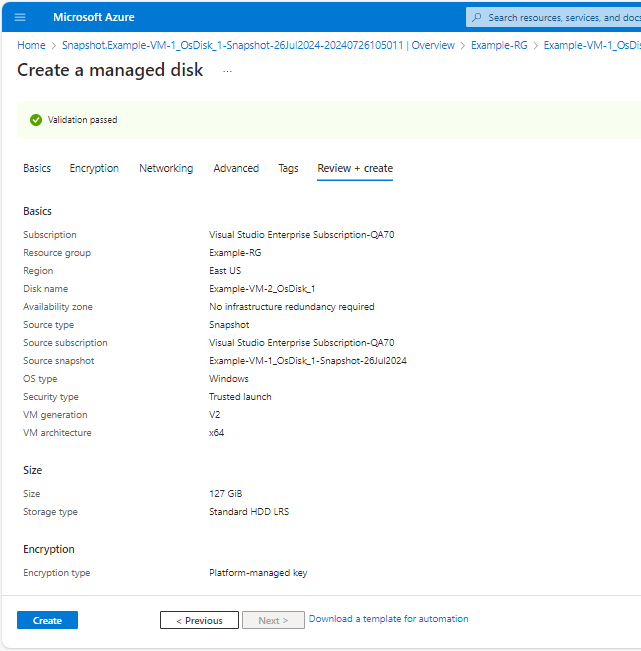 Microsoft Azure
Search resources, services, and docs
Home > Snapshot.Example-VM-1_OsDisk_1-Snapshot-26Jul2024-20240726105011 | Overview > Example-RG > Example-VM-1_OsDis
Create a managed disk ...
Validation passed
Basics Encryption Networking Advanced Tags Review + create
Basics
Subscription Visual Studio Enterprise Subscription-QA70
Resource group Example-RG
Region East US
Disk name Example-VM-2_OsDisk_1
Availability zone No infrastructure redundancy required
Source type Snapshot
Source subscription Visual Studio Enterprise Subscription-QA70
Source snapshot Example-VM-1_OsDisk_1-Snapshot-26Jul2024
OS type Windows
Security type Trusted launch
VM generation V2
VM architecture x64
Size
Size 127 GiB
Storage type Standard HDD LRS
Encryption
Encryption type Platform-managed key
Create < Previous Next > Download a template for automation